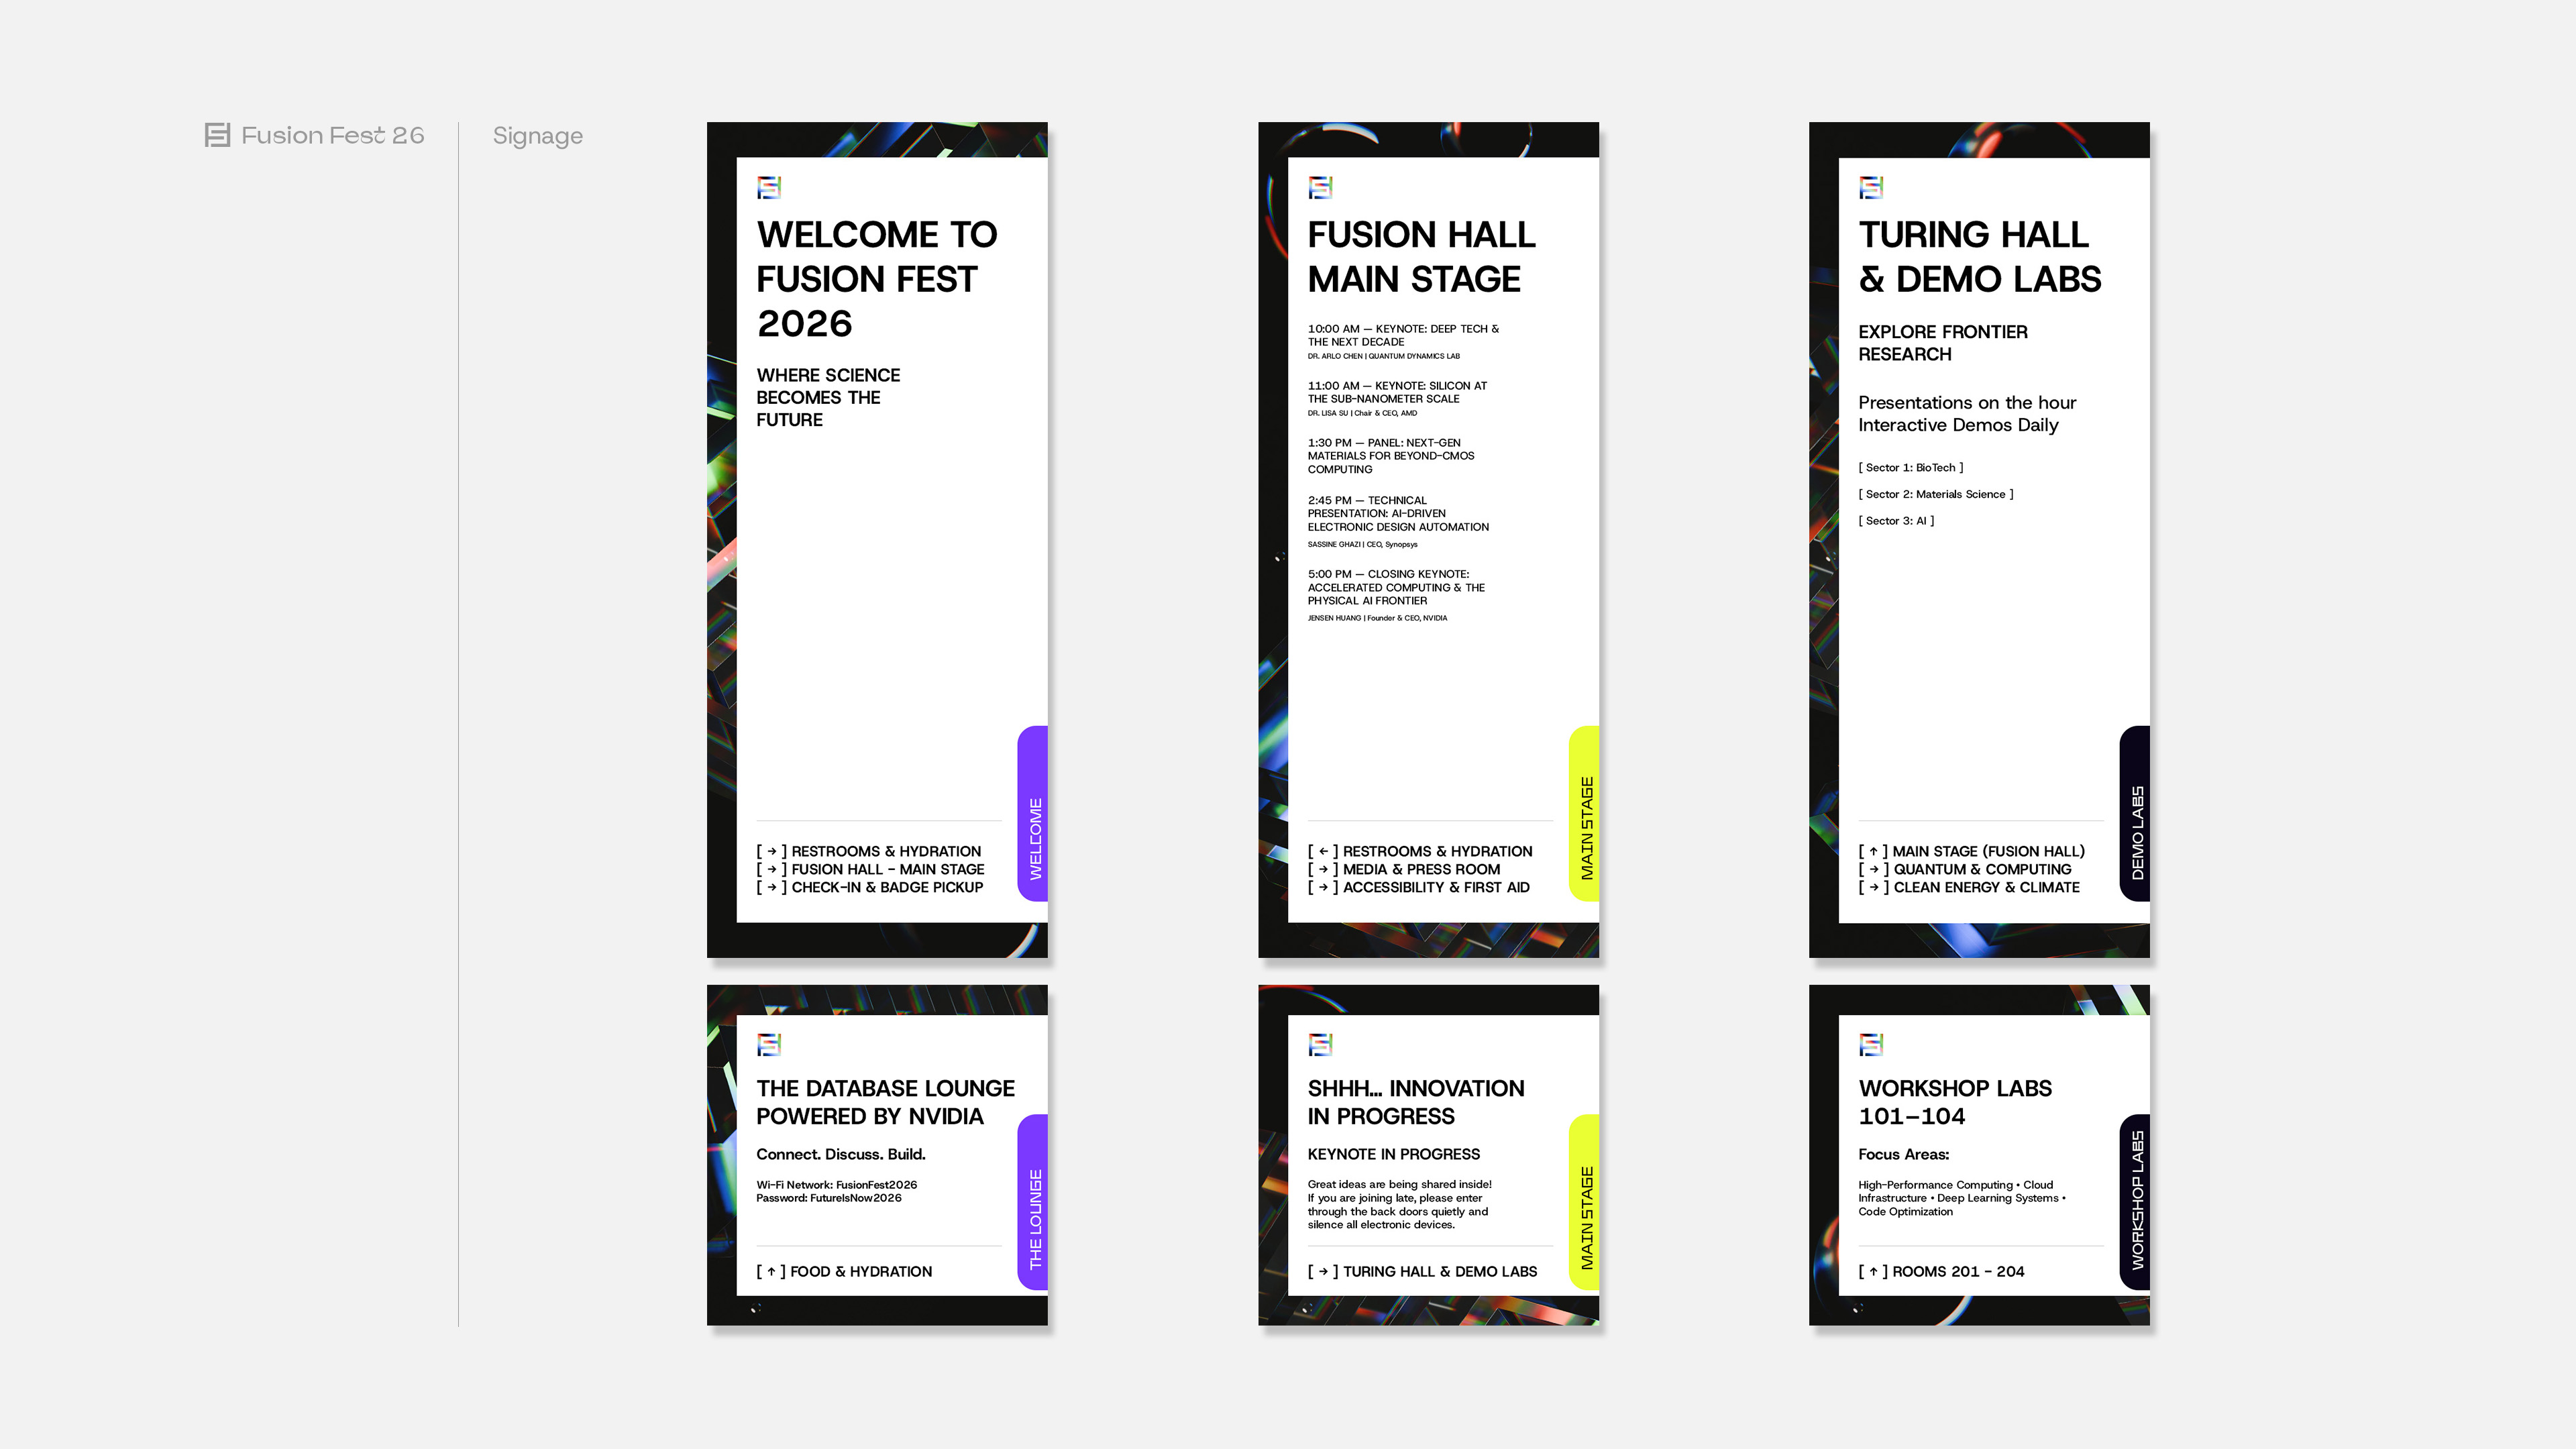 Fusion Fest 26
Signage
WELCOME TO
FUSION FEST
2026
WHERE SCIENCE
BECOMES THE
FUTURE
[ → ] RESTROOMS & HYDRATION
[ → ] FUSION HALL - MAIN STAGE
[ → ] CHECK-IN & BADGE PICKUP
WELCOME
FUSION HALL
MAIN STAGE
10:00 AM — KEYNOTE: DEEP TECH &
THE NEXT DECADE
DR. ARLO CHEN | QUANTUM DYNAMICS LAB
11:00 AM — KEYNOTE: SILICON AT
THE SUB-NANOMETER SCALE
DR. LISA SU | Chair & CEO, AMD
1:30 PM — PANEL: NEXT-GEN
MATERIALS FOR BEYOND-CMOS
COMPUTING
2:45 PM — TECHNICAL
PRESENTATION: AI-DRIVEN
ELECTRONIC DESIGN AUTOMATION
SASSINE GHAZI | CEO, Synopsys
5:00 PM — CLOSING KEYNOTE:
ACCELERATED COMPUTING & THE
PHYSICAL AI FRONTIER
JENSEN HUANG | Founder & CEO, NVIDIA
[ ← ] RESTROOMS & HYDRATION
[ → ] MEDIA & PRESS ROOM
[ → ] ACCESSIBILITY & FIRST AID
MAIN STAGE
TURING HALL
& DEMO LABS
EXPLORE FRONTIER
RESEARCH
Presentations on the hour
Interactive Demos Daily
[ Sector 1: BioTech ]
[ Sector 2: Materials Science ]
[ Sector 3: AI ]
[ ↑ ] MAIN STAGE (FUSION HALL)
[ → ] QUANTUM & COMPUTING
[ → ] CLEAN ENERGY & CLIMATE
DEMO LABS
THE DATABASE LOUNGE
POWERED BY NVIDIA
Connect. Discuss. Build.
Wi-Fi Network: FusionFest2026
Password: FutureIsNow2026
[ ↑ ] FOOD & HYDRATION
THE LOUNGE
SHHH... INNOVATION
IN PROGRESS
KEYNOTE IN PROGRESS
Great ideas are being shared inside!
If you are joining late, please enter
through the back doors quietly and
silence all electronic devices.
[ → ] TURING HALL & DEMO LABS
MAIN STAGE
WORKSHOP LABS
101–104
Focus Areas:
High-Performance Computing • Cloud
Infrastructure • Deep Learning Systems •
Code Optimization
[ ↑ ] ROOMS 201 - 204
WORKSHOP LABS